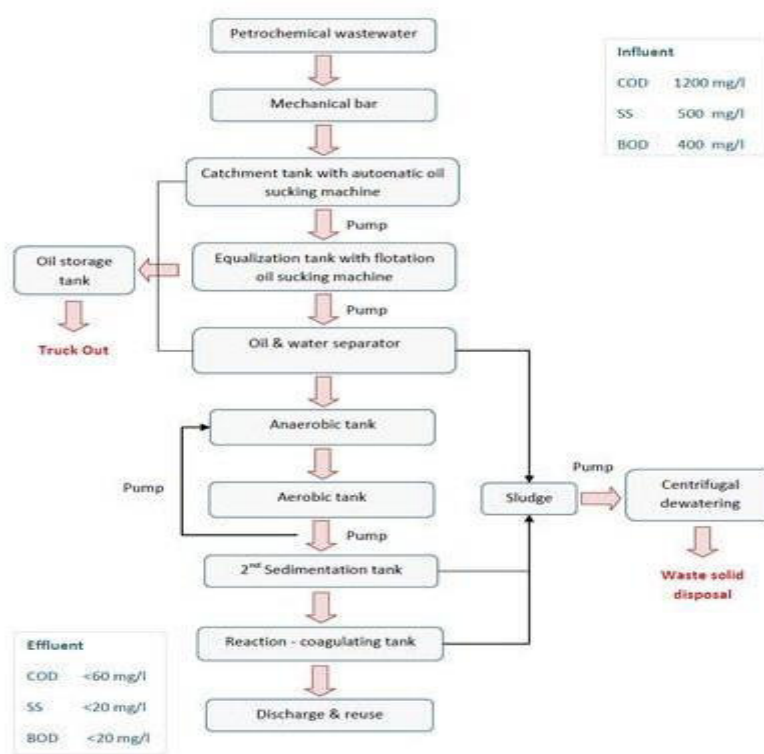 Petrochemical wastewater
Influent
COD 1200 mg/l
SS 500 mg/l
BOD 400 mg/l
Mechanical bar
Catchment tank with automatic oil
sucking machine
Pump
Oil storage
tank
Equalization tank with flotation
oil sucking machine
Pump
Truck Out
Oil & water separator
Anaerobic tank
Pump
Aerobic tank
Pump
Sludge
Pump
Centrifugal
dewatering
2nd Sedimentation tank
Waste solid
disposal
Reaction - coagulating tank
Effluent
COD <60 mg/l
SS <20 mg/l
BOD <20 mg/l
Discharge & reuse